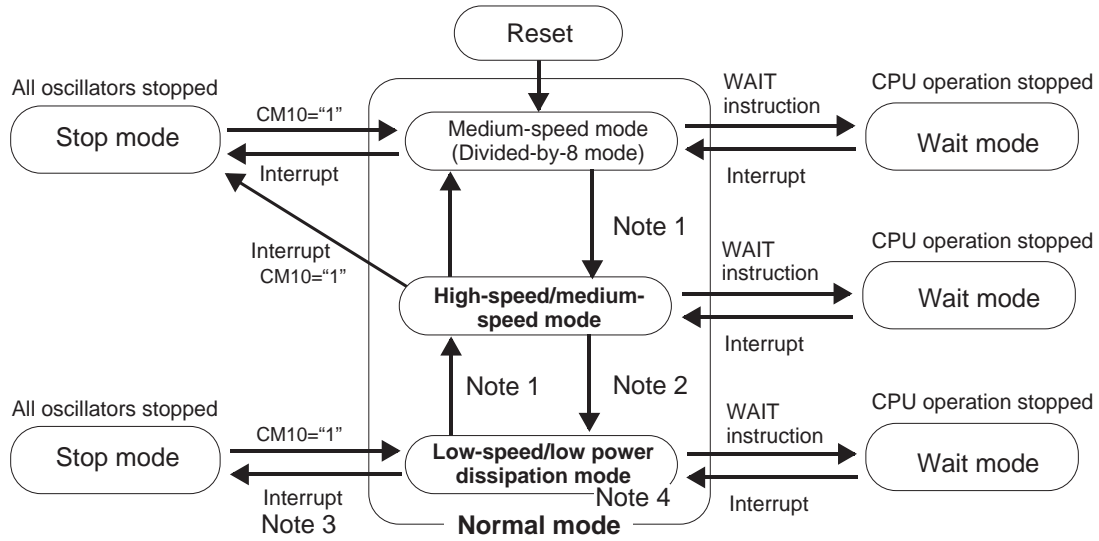 Reset
All oscillators stopped
Stop mode
CM10=“1”
Interrupt
Medium-speed mode
(Divided-by-8 mode)
WAIT
instruction
Interrupt
CPU operation stopped
Wait mode
Note 1
Interrupt
CM10=“1”
High-speed/medium-
speed mode
WAIT
instruction
Interrupt
CPU operation stopped
Wait mode
Note 1
Note 2
All oscillators stopped
Stop mode
CM10=“1”
Interrupt
Note 3
Low-speed/low power
dissipation mode
Note 4
WAIT
instruction
Interrupt
CPU operation stopped
Wait mode
Normal mode